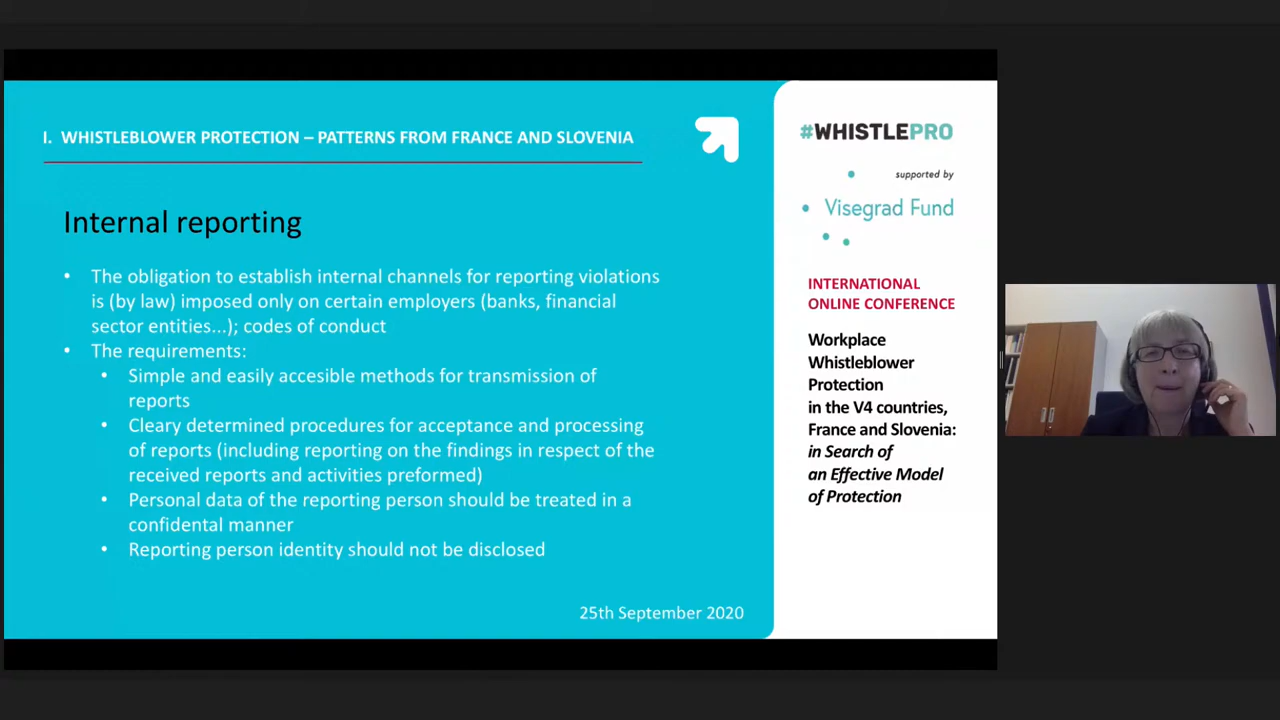 I. WHISTLEBLOWER PROTECTION – PATTERNS FROM FRANCE AND SLOVENIA
Internal reporting
• The obligation to establish internal channels for reporting violations
is (by law) imposed only on certain employers (banks, financial
sector entities...); codes of conduct
• The requirements:
• Simple and easily accesible methods for transmission of
reports
• Cleary determined procedures for acceptance and processing
of reports (including reporting on the findings in respect of the
received reports and activities preformed)
• Personal data of the reporting person should be treated in a
confidental manner
• Reporting person identity should not be disclosed
25th September 2020
#WHISTLEPRO
supported by
Visegrad Fund
INTERNATIONAL
ONLINE CONFERENCE
Workplace
Whistleblower
Protection
in the V4 countries,
France and Slovenia:
in Search of
an Effective Model
of Protection